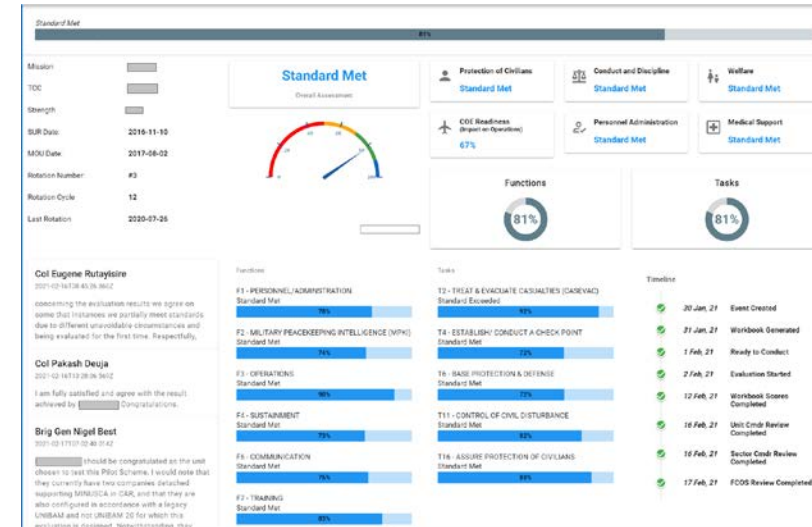 Standard Met
81%
Mission
TCC
Strength
SUR Date 2016-11-10
MOU Date 2017-08-02
Rotation Number #3
Rotation Cycle 12
Last Rotation 2020-07-26
Standard Met
Overall Assessment
Protection of Civilians
Standard Met
Conduct and Discipline
Standard Met
Welfare
Standard Met
COE Readiness
(Impact on Operations)
67%
Personnel Administration
Standard Met
Medical Support
Standard Met
Functions
81%
Tasks
81%
Col Eugene Rutayisire
concerning the evaluation results we agree on
some that instances we partially meet standards
due to different unavoidable circumstances and
being evaluated for the first time. Respectfully,
Col Pakash Deuja
I am fully satisfied and agree with the result
achieved by Congratulations.
Brig Gen Nigel Best
should be congratulated as the unit
chosen to test this Pilot Scheme. I would note that
they currently have two companies detached
supporting MINUSCA in CAR, and that they are
also configured in accordance with a legacy
UNIBAM and not UNIBAM 20 for which this
evaluation is designed. Notwithstanding, they
Functions
F1 - PERSONNEL/ADMINISTRATION
Standard Met
78%
F2 - MILITARY PEACEKEEPING INTELLIGENCE (MPKI)
Standard Met
74%
F3 - OPERATIONS
Standard Met
90%
F4 - SUSTAINMENT
Standard Met
F5 - COMMUNICATION
Standard Met
F7 - TRAINING
Standard Met
Tasks
T2 - TREAT & EVACUATE CASUALTIES (CASEVAC)
Standard Exceeded
T4 - ESTABLISH/ CONDUCT A CHECK POINT
Standard Met
72%
T6 - BASE PROTECTION & DEFENSE
Standard Met
72%
T11 - CONTROL OF CIVIL DISTURBANCE
Standard Met
82%
T16 - ASSURE PROTECTION OF CIVILIANS
Standard Met
Timeline
30 Jan, 21 Event Created
31 Jan, 21 Workbook Generated
1 Feb, 21 Ready to Conduct
2 Feb, 21 Evaluation Started
12 Feb, 21 Workbook Scores
Completed
16 Feb, 21 Unit Cmdr Review
Completed
16 Feb, 21 Sector Cmdr Review
Completed
17 Feb, 21 FCOS Review Completed